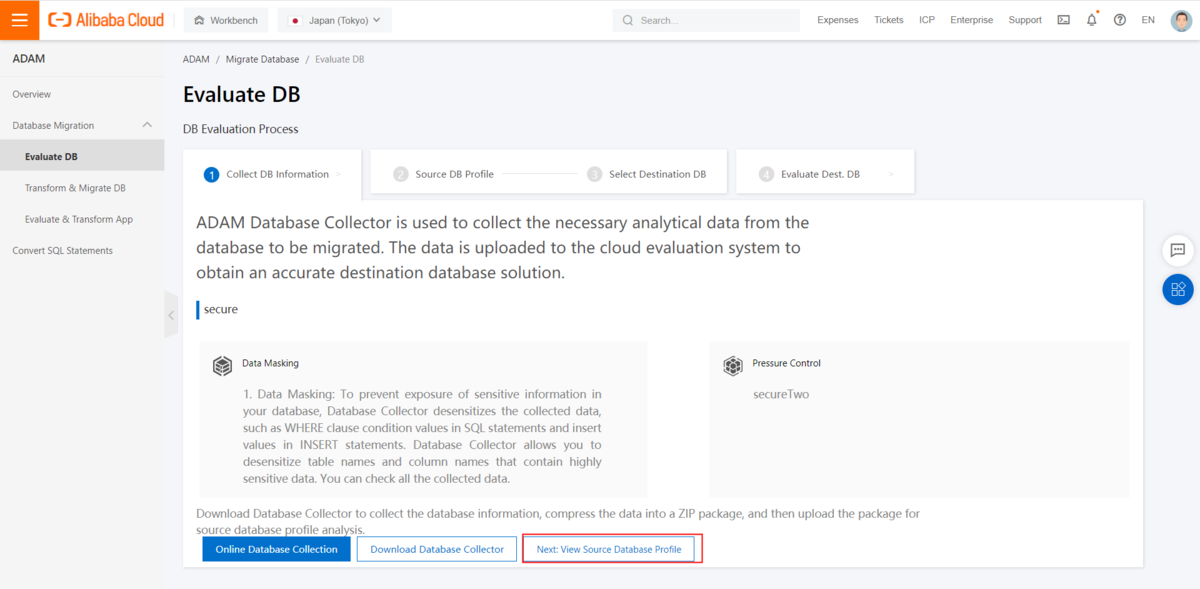 Alibaba Cloud
Workbench
Japan (Tokyo)
Search...
Expenses
Tickets
ICP
Enterprise
Support
EN
ADAM
Overview
Database Migration
Evaluate DB
Transform & Migrate DB
Evaluate & Transform App
Convert SQL Statements
ADAM / Migrate Database / Evaluate DB
Evaluate DB
DB Evaluation Process
1 Collect DB Information >
2 Source DB Profile
3 Select Destination DB
4 Evaluate Dest. DB >
ADAM Database Collector is used to collect the necessary analytical data from the
database to be migrated. The data is uploaded to the cloud evaluation system to
obtain an accurate destination database solution.
secure
Data Masking
1. Data Masking: To prevent exposure of sensitive information in
your database, Database Collector desensitizes the collected data,
such as WHERE clause condition values in SQL statements and insert
values in INSERT statements. Database Collector allows you to
desensitize table names and column names that contain highly
sensitive data. You can check all the collected data.
Pressure Control
secureTwo
Download Database Collector to collect the database information, compress the data into a ZIP package, and then upload the package for
source database profile analysis.
Online Database Collection
Download Database Collector
Next: View Source Database Profile